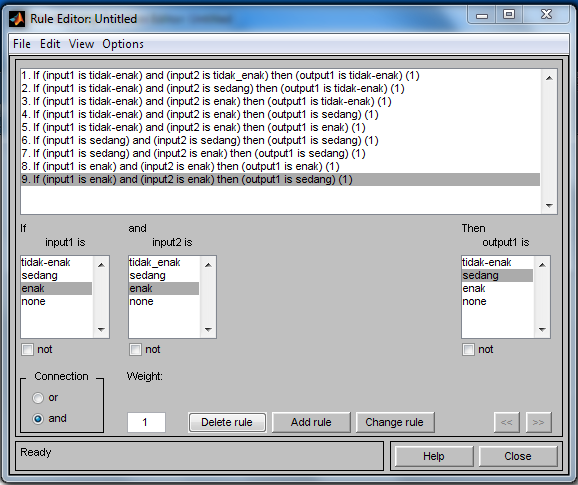 Rule Editor: Untitled
File Edit View Options
1. If (input1 is tidak-enak) and (input2 is tidak_enak) then (output1 is tidak-enak) (1)
2. If (input1 is tidak-enak) and (input2 is sedang) then (output1 is tidak-enak) (1)
3. If (input1 is tidak-enak) and (input2 is enak) then (output1 is tidak-enak) (1)
4. If (input1 is tidak-enak) and (input2 is enak) then (output1 is sedang) (1)
5. If (input1 is tidak-enak) and (input2 is enak) then (output1 is enak) (1)
6. If (input1 is sedang) and (input2 is sedang) then (output1 is sedang) (1)
7. If (input1 is sedang) and (input2 is enak) then (output1 is sedang) (1)
8. If (input1 is enak) and (input2 is enak) then (output1 is enak) (1)
9. If (input1 is enak) and (input2 is enak) then (output1 is sedang) (1)
If and Then
input1 is input2 is output1 is
tidak-enak tidak_enak tidak-enak
sedang sedang sedang
enak enak enak
none none none
not not not
Connection Weight:
or
and 1 Delete rule Add rule Change rule << >>
Ready Help Close